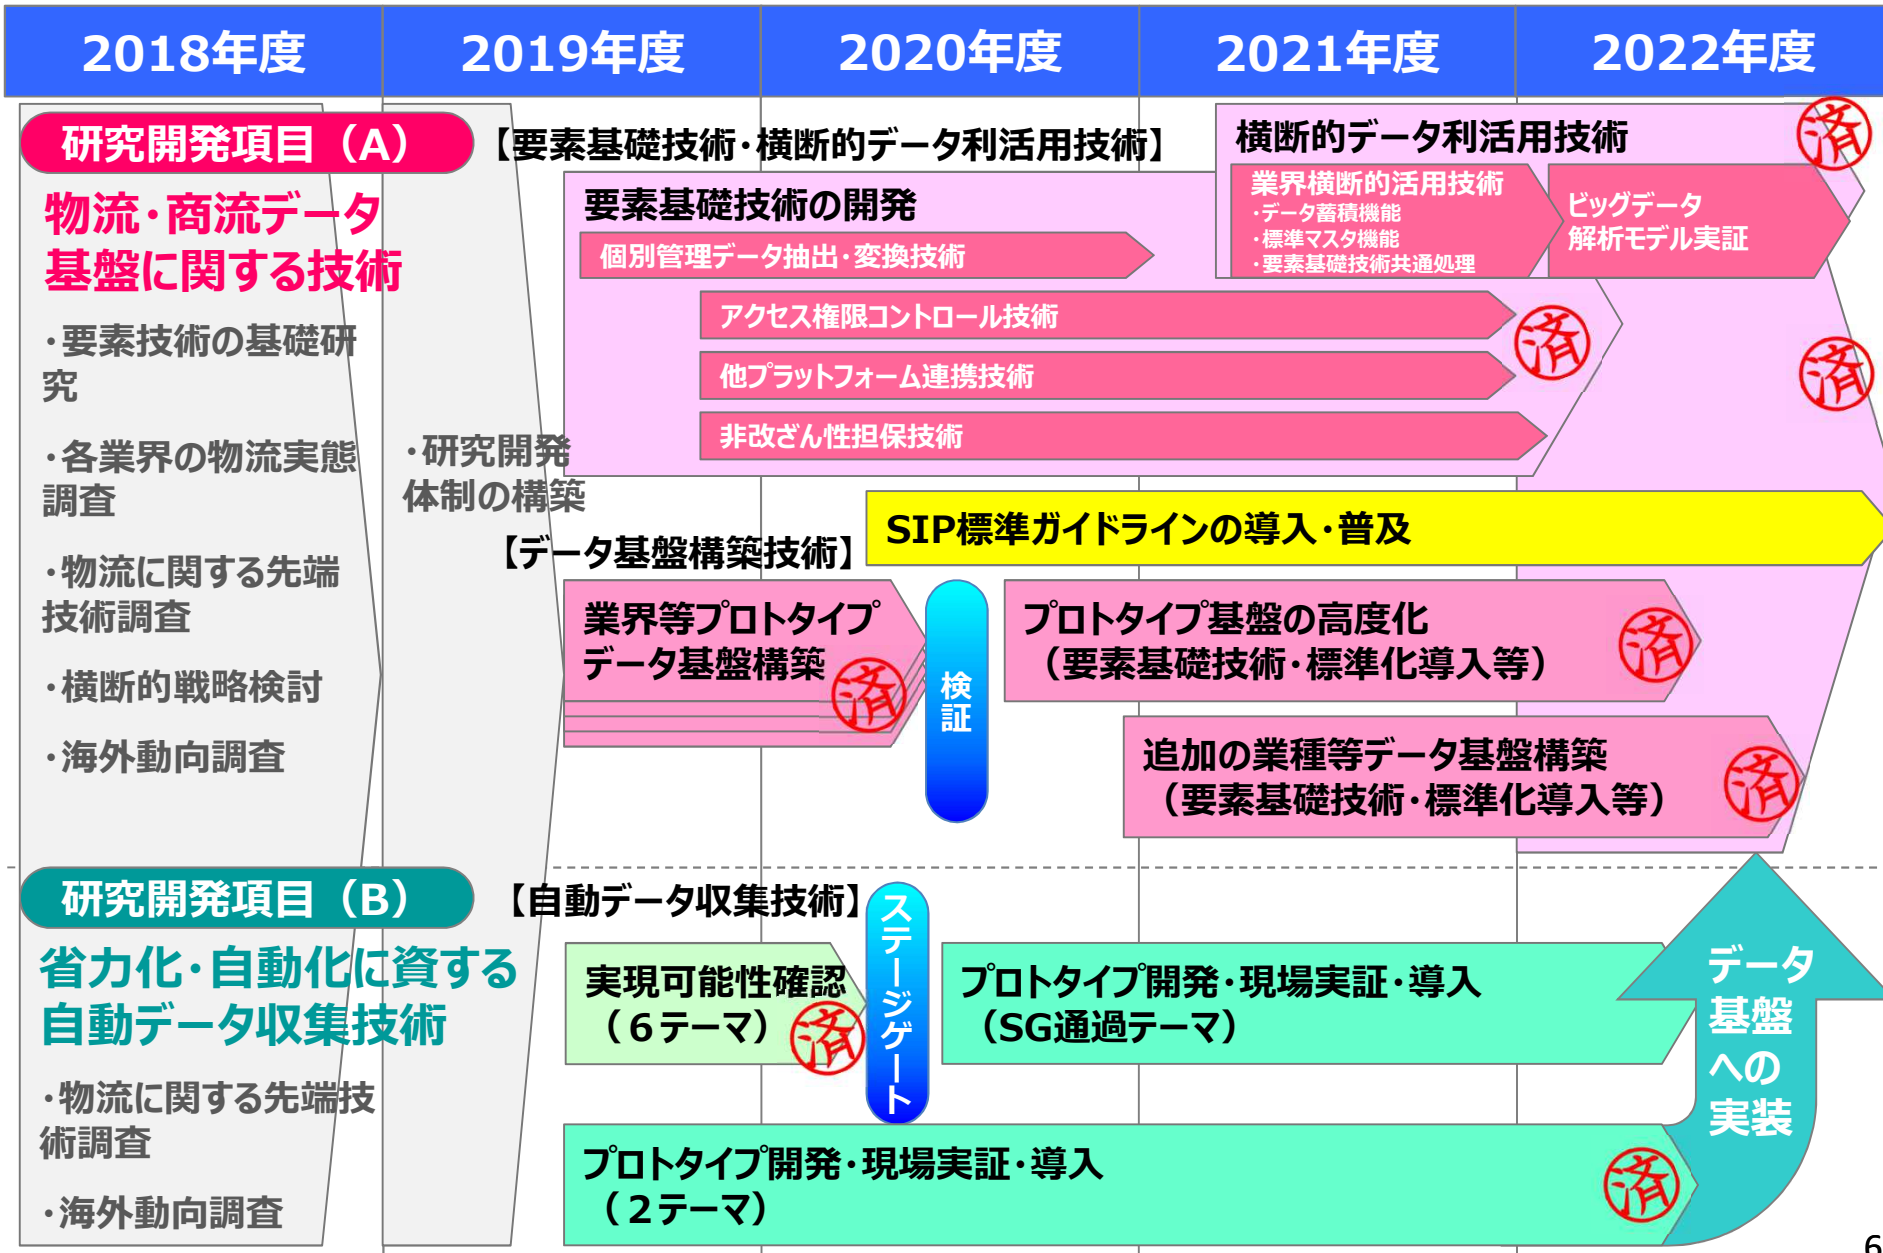 2018年度
2019年度
2020年度
2021年度
2022年度
研究開発項目（A）
物流・商流データ
基盤に関する技術
・要素技術の基礎研
究
・各業界の物流実態
調査
・物流に関する先端
技術調査
・横断的戦略検討
・海外動向調査
・研究開発
体制の構築
【要素基礎技術・横断的データ利活用技術】
要素基礎技術の開発
個別管理データ抽出・変換技術
アクセス権限コントロール技術
他プラットフォーム連携技術
非改ざん性担保技術
済
横断的データ利活用技術
済
業界横断的活用技術
・データ蓄積機能
・標準マスタ機能
・要素基礎技術共通処理
ビッグデータ
解析モデル実証
済
SIP標準ガイドラインの導入・普及
【データ基盤構築技術】
業界等プロトタイプ
データ基盤構築
済
検証
プロトタイプ基盤の高度化
（要素基礎技術・標準化導入等）
済
追加の業種等データ基盤構築
（要素基礎技術・標準化導入等）
済
研究開発項目（B）
省力化・自動化に資する
自動データ収集技術
・物流に関する先端技
術調査
・海外動向調査
【自動データ収集技術】
実現可能性確認
（６テーマ）
済
ステージゲート
プロトタイプ開発・現場実証・導入
（SG通過テーマ）
プロトタイプ開発・現場実証・導入
（２テーマ）
済
データ
基盤
への
実装
6